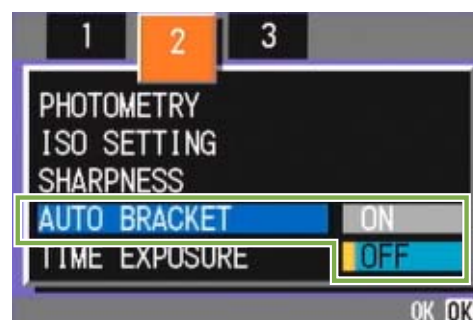 1 2 3
PHOTOMETRY
ISO SETTING
SHARPNESS
AUTO BRACKET ON
TIME EXPOSURE OFF
OK OK